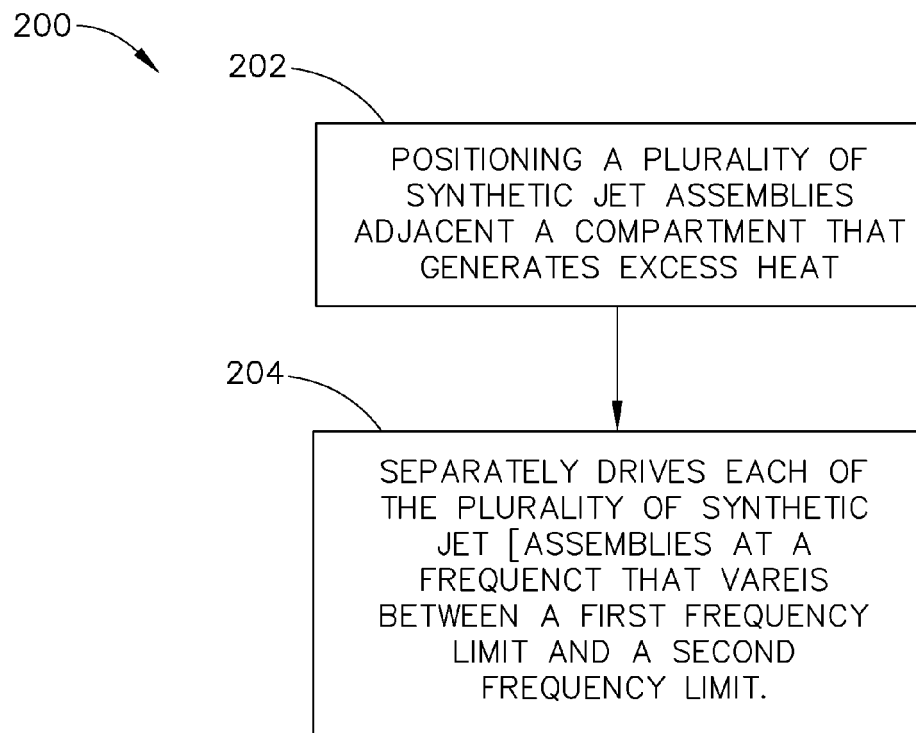 200
202
POSITIONING A PLURALITY OF
SYNTHETIC JET ASSEMBLIES
ADJACENT A COMPARTMENT THAT
GENERATES EXCESS HEAT
204
SEPARATELY DRIVES EACH OF
THE PLURALITY OF SYNTHETIC
JET [ASSEMBLIES AT A
FREQUENCT THAT VAREIS
BETWEEN A FIRST FREQUENCY
LIMIT AND A SECOND
FREQUENCY LIMIT.